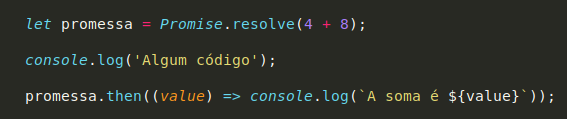 let promessa = Promise.resolve(4 + 8);
console.log('Algum código');
promessa.then((value) => console.log(`A soma é ${value}`));